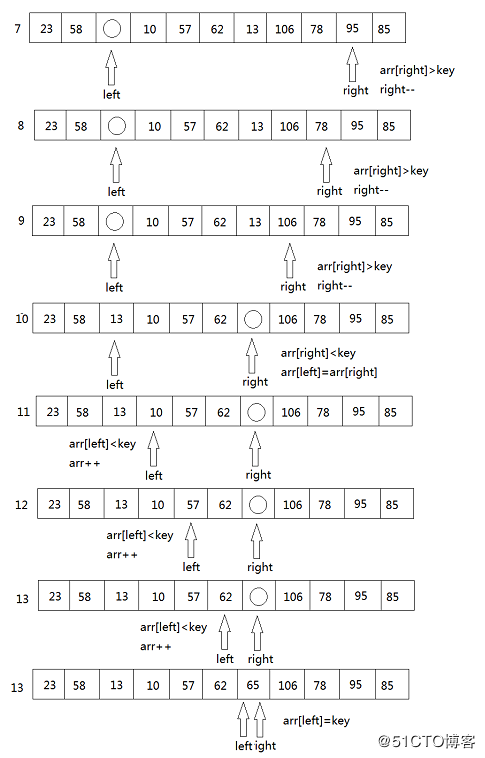 7 23 58 10 57 62 13 106 78 95 85
left
right
arr[right]>key
right--
8 23 58 10 57 62 13 106 78 95 85
left
right
arr[right]>key
right--
9 23 58 10 57 62 13 106 78 95 85
left
right
arr[right]>key
right--
10 23 58 13 10 57 62 106 78 95 85
left
right
arr[right]<key
arr[left]=arr[right]
11 23 58 13 10 57 62 106 78 95 85
arr[left]<key
arr++
left
right
12 23 58 13 10 57 62 106 78 95 85
arr[left]<key
arr++
left
right
13 23 58 13 10 57 62 106 78 95 85
arr[left]<key
arr++
left
right
13 23 58 13 10 57 62 65 106 78 95 85
left ight
arr[left]=key
@51CTO博客